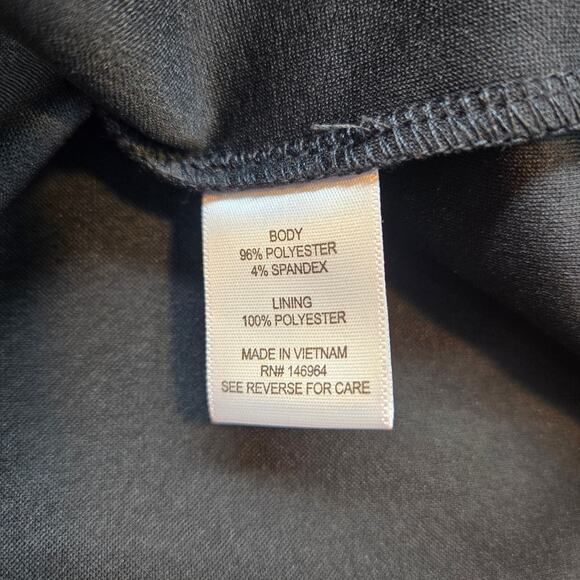 BODY
96% POLYESTER
4% SPANDEX
LINING
100% POLYESTER
MADE IN VIETNAM
RN# 146964
SEE REVERSE FOR CARE